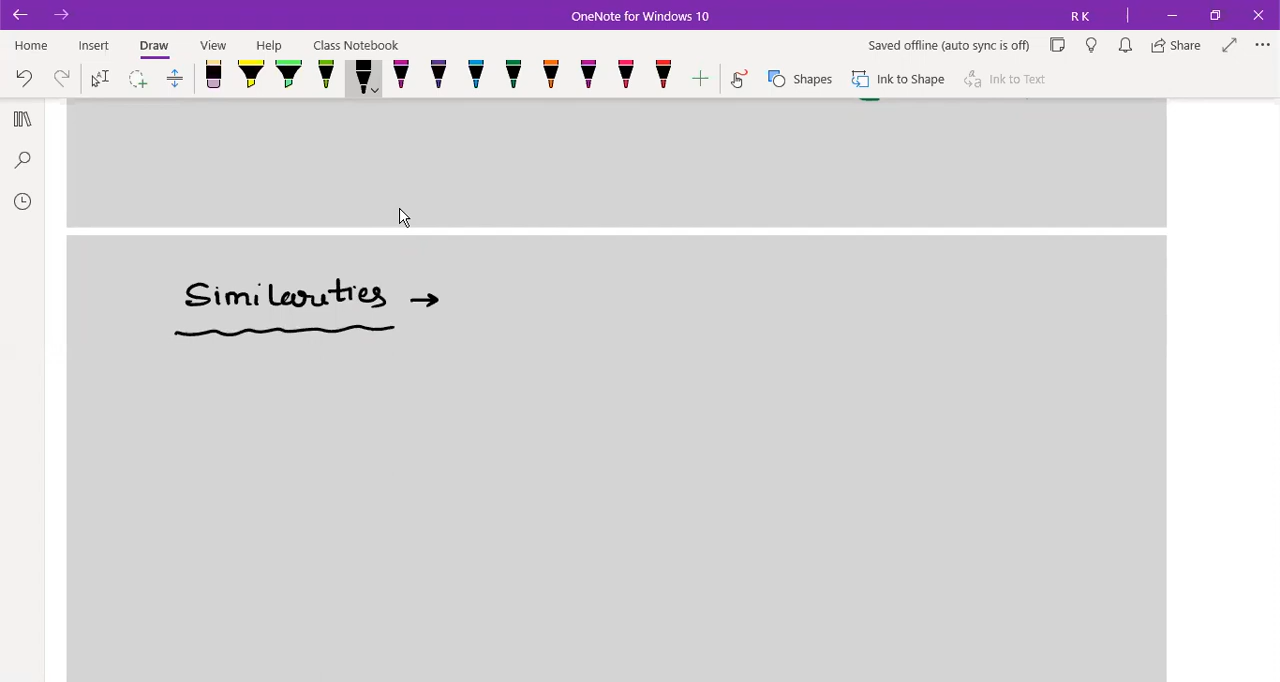 OneNote for Windows 10
R K
Home Insert Draw View Help Class Notebook
Saved offline (auto sync is off)
Share
Shapes
Ink to Shape
Ink to Text
Similarities →